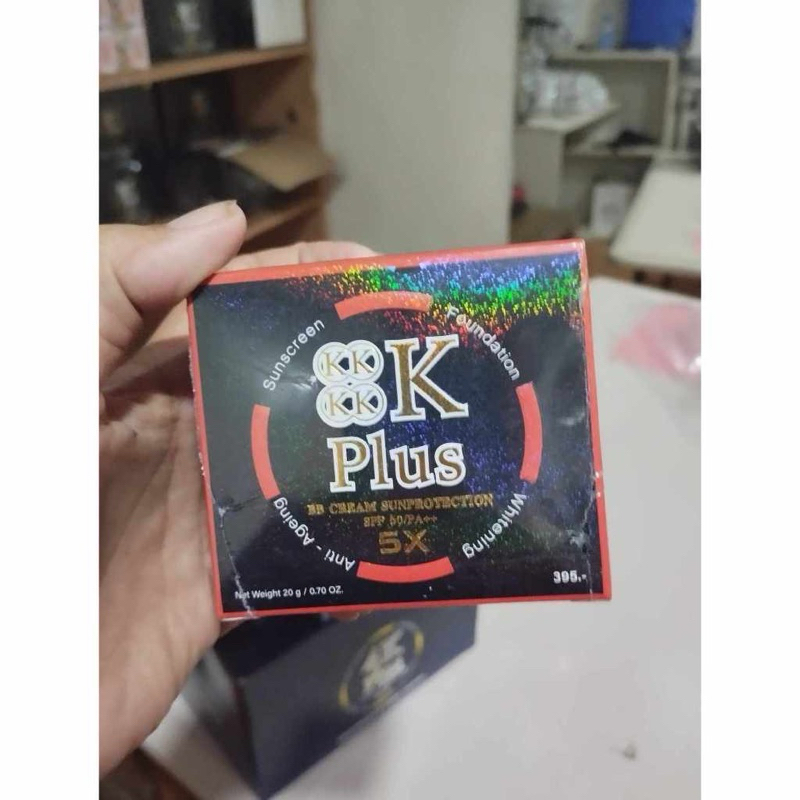 Sunscreen
Foundation
KK
KK
K
Plus
BB CREAM SUNPROTECTION
SPF 50/PA++
5X
Anti - Ageing
Whitening
Net Weight 20 g / 0.70 OZ.
395.-